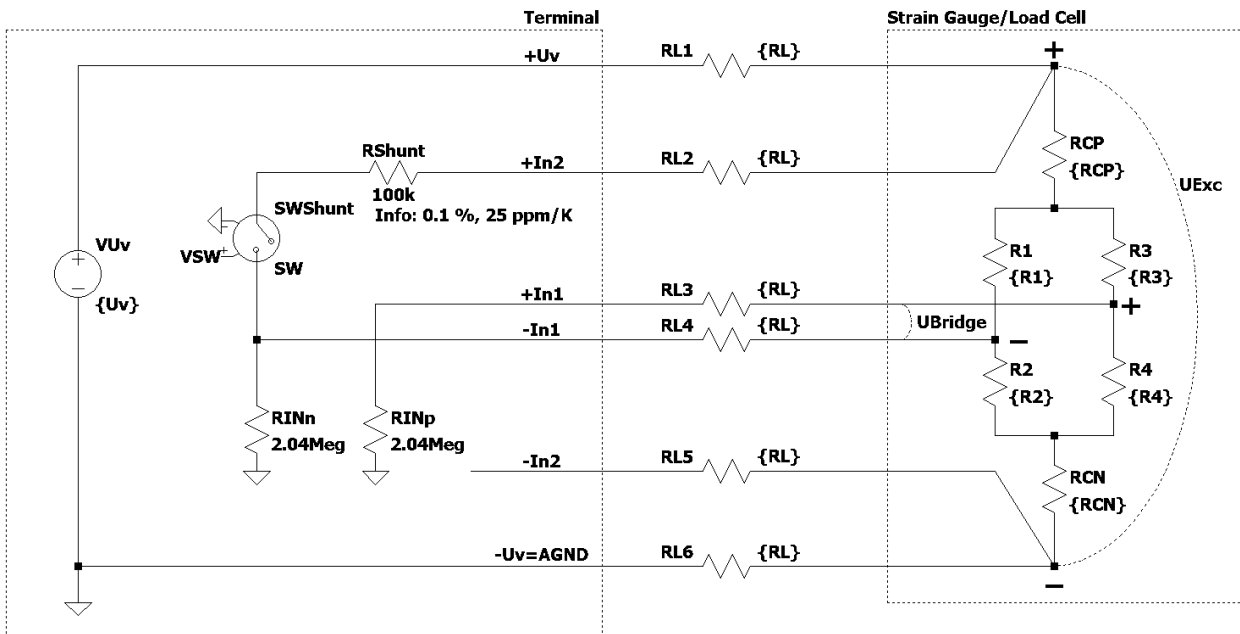 Terminal
Strain Gauge/Load Cell
+Uv
RL1
{RL}
+
RCP
{RCP}
UExc
RShunt
100k
Info: 0.1 %, 25 ppm/K
+In2
RL2
{RL}
SWShunt
VSW
+
-
SW
VUv
+
-
{Uv}
R1
{R1}
R3
{R3}
+In1
RL3
{RL}
-In1
RL4
{RL}
UBridge
+
-
R2
{R2}
R4
{R4}
RINn
2.04Meg
RINp
2.04Meg
-In2
RL5
{RL}
RCN
{RCN}
-Uv=AGND
RL6
{RL}
-